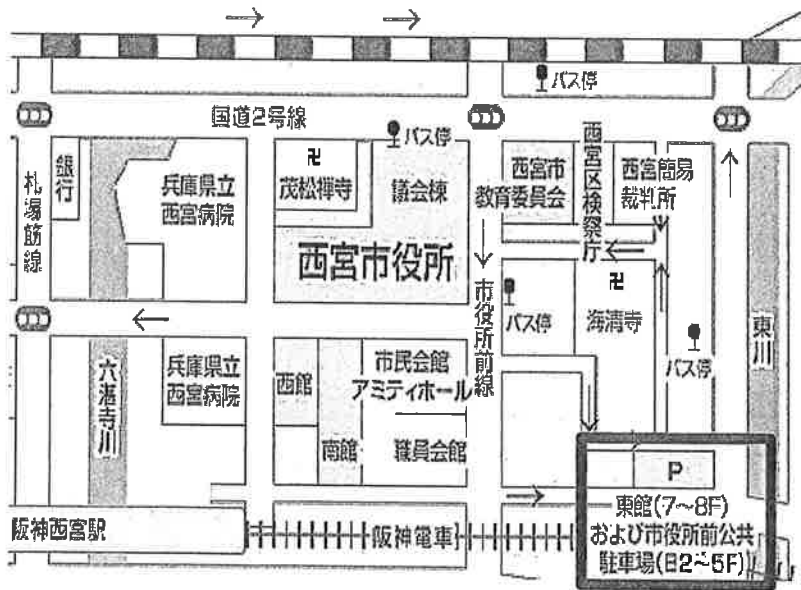 バス停
国道2号線
バス停
銀行
札場筋線
兵庫県立
西宮病院
卍
茂松禅寺
議会棟
西宮市
教育委員会
西宮区検察庁
西宮簡易
裁判所
西宮市役所
市役所前線
バス停
卍
海清寺
バス停
東川
六湛寺川
兵庫県立
西宮病院
西館
南館
市民会館
アミティホール
職員会館
P
東館(7~8F)
および市役所前公共
駐車場(B2~5F)
阪神西宮駅
阪神電車